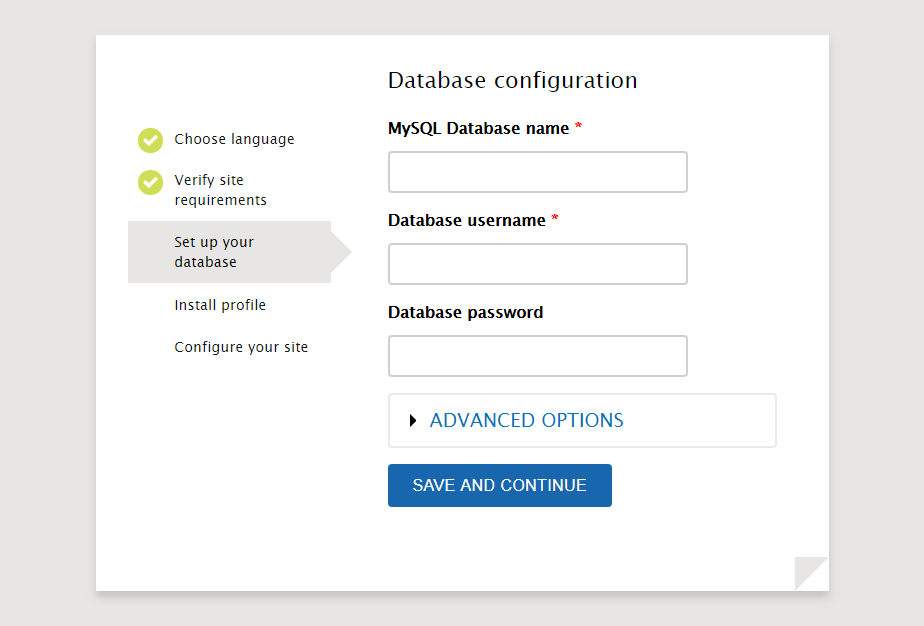 Database configuration
Choose language
Verify site
requirements
Set up your
database
Install profile
Configure your site
MySQL Database name *
Database username *
Database password
ADVANCED OPTIONS
SAVE AND CONTINUE